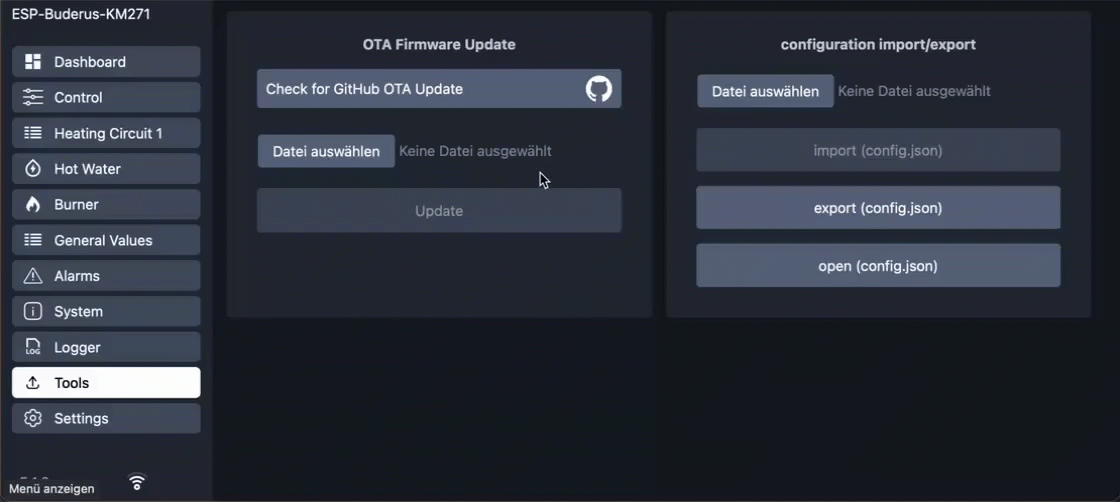 ESP-Buderus-KM271
Dashboard
Control
Heating Circuit 1
Hot Water
Burner
General Values
Alarms
System
LOG
Logger
Tools
Settings
Menü anzeigen
OTA Firmware Update
Check for GitHub OTA Update
Datei auswählen Keine Datei ausgewählt
Update
configuration import/export
Datei auswählen Keine Datei ausgewählt
import (config.json)
export (config.json)
open (config.json)